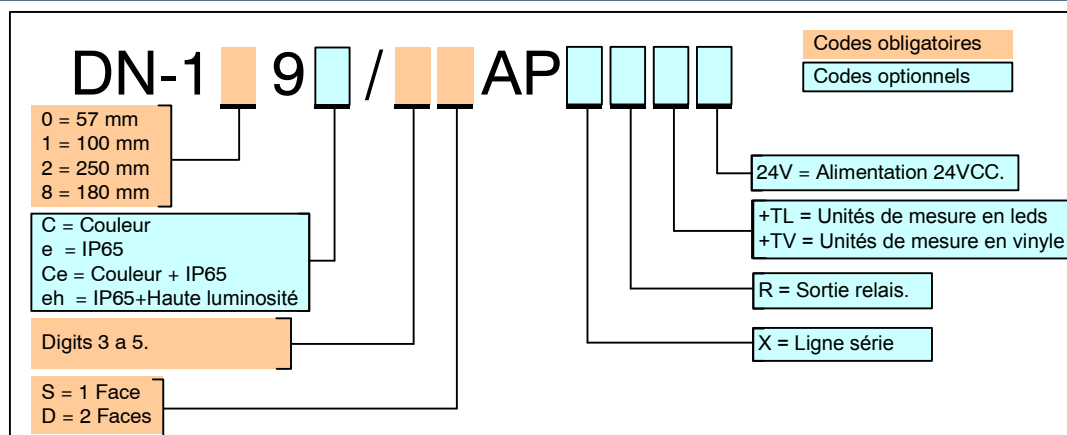 DN-1 9 / AP
Codes obligatoires
Codes optionnels
0 = 57 mm
1 = 100 mm
2 = 250 mm
8 = 180 mm
C = Couleur
e = IP65
Ce = Couleur + IP65
eh = IP65+Haute luminosité
Digits 3 a 5.
S = 1 Face
D = 2 Faces
24V = Alimentation 24VCC.
+TL = Unités de mesure en leds
+TV = Unités de mesure en vinyle
R = Sortie relais.
X = Ligne série